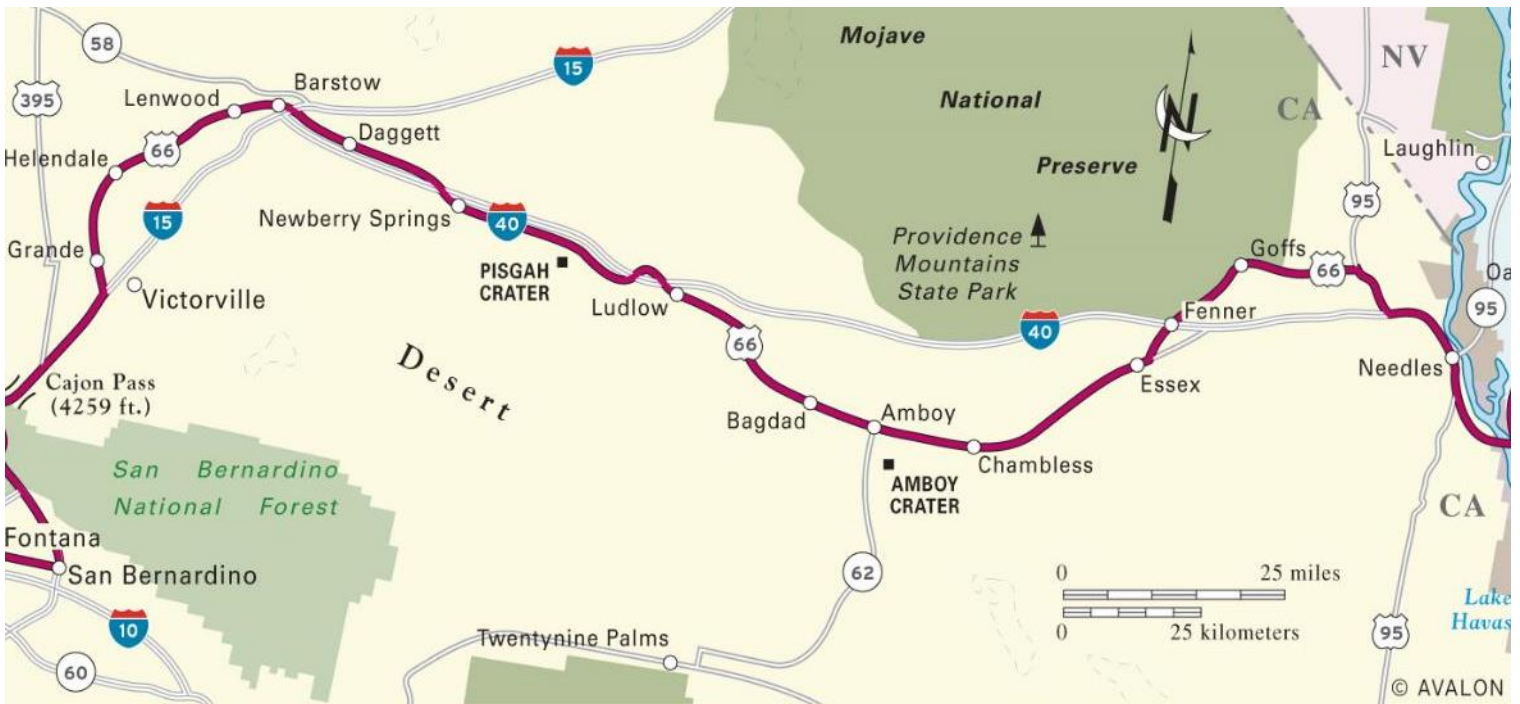 58
395
15
Barstow
Lenwood
Daggett
66
Helendale
15
Newberry Springs
40
Grande
Victorville
PISGAH
CRATER
Ludlow
Mojave
National
Preserve
N
Providence
Mountains
State Park
NV
CA
Laughlin
95
Goffs
66
Oa
95
Fenner
40
Essex
Needles
66
Desert
Cajon Pass
(4259 ft.)
Bagdad
Amboy
Chambless
AMBOY
CRATER
San Bernardino
National Forest
Fontana
San Bernardino
10
60
62
Twentynine Palms
0 25 miles
0 25 kilometers
CA
95
Lake
Havas
© AVALON